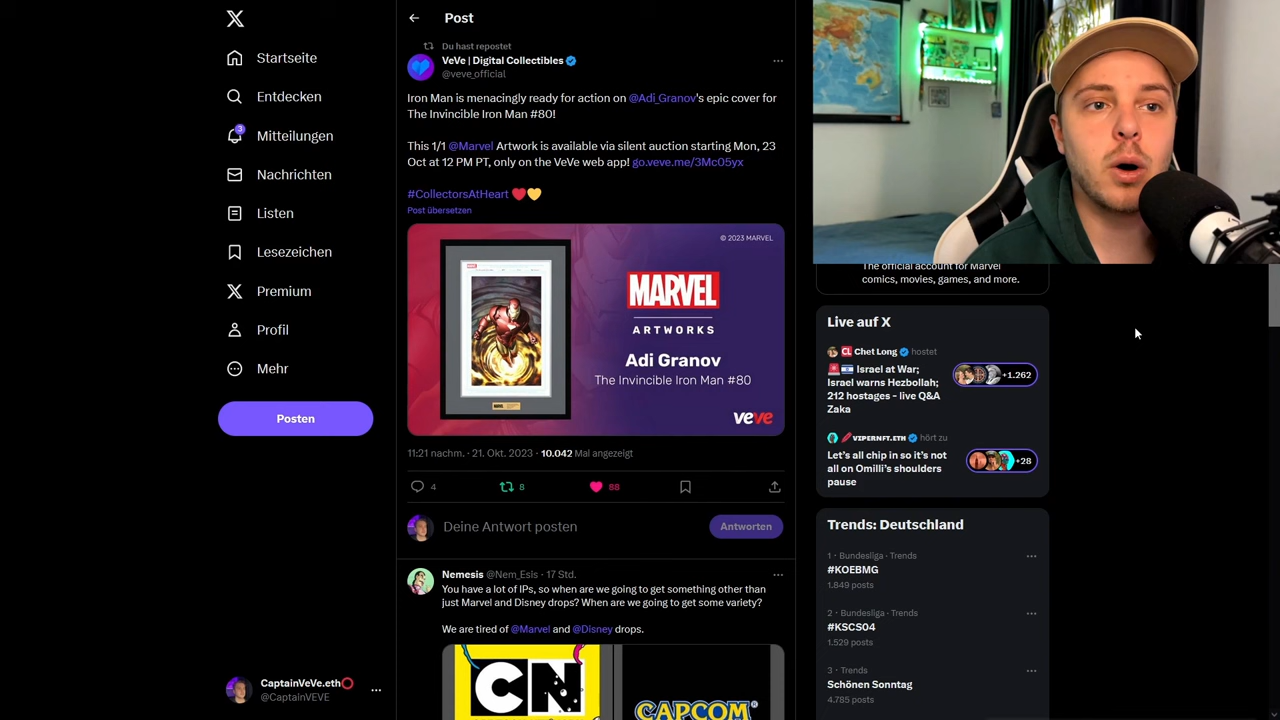 Post
Startseite
Entdecken
3
Mitteilungen
Nachrichten
Listen
Lesezeichen
Premium
Profil
Mehr
Posten
CaptainVeVe.eth⭕
@CaptainVEVE
Du hast repostet
VeVe | Digital Collectibles
@veve_official
Iron Man is menacingly ready for action on @Adi_Granov's epic cover for
The Invincible Iron Man #80!
This 1/1 @Marvel Artwork is available via silent auction starting Mon, 23
Oct at 12 PM PT, only on the VeVe web app! go.veve.me/3Mc05yx
#CollectorsAtHeart ❤️💛
Post übersetzen
© 2023 MARVEL
MARVEL
ARTWORKS
Adi Granov
The Invincible Iron Man #80
veve
11:21 nachm. · 21. Okt. 2023 · 10.042 Mal angezeigt
4
8
88
Deine Antwort posten
Antworten
Nemesis @Nem_Esis · 17 Std.
You have a lot of IPs, so when are we going to get something other than
just Marvel and Disney drops? When are we going to get some variety?
We are tired of @Marvel and @Disney drops.
CN
CAPCOM
The official account for Marvel
comics, movies, games, and more.
Live auf X
Chet Long hostet
🚨🇮🇱 Israel at War;
Israel warns Hezbollah;
212 hostages - live Q&A
Zaka
+1.262
VIPERNFT.ETH hört zu
Let's all chip in so it's not
all on Omilli's shoulders
pause
+28
Trends: Deutschland
1 · Bundesliga · Trends
#KOEBMG
1.849 posts
2 · Bundesliga · Trends
#KSCS04
1.529 posts
3 · Trends
Schönen Sonntag
4.785 posts